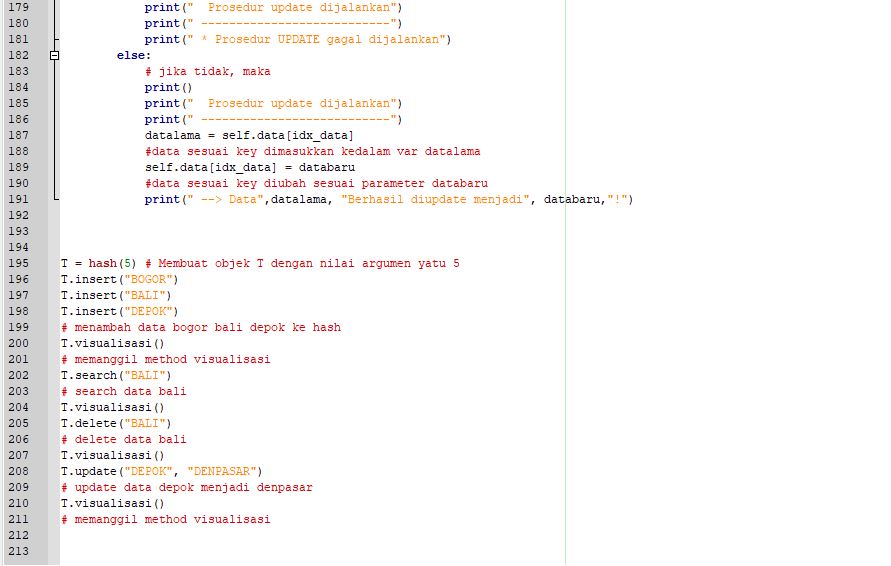 179 print("  Prosedur update dijalankan")
180 print(" ---------------------------")
181 print(" * Prosedur UPDATE gagal dijalankan")
182 else:
183 # jika tidak, maka
184 print()
185 print("  Prosedur update dijalankan")
186 print(" ---------------------------")
187 datalama = self.data[idx_data]
188 #data sesuai key dimasukkan kedalam var datalama
189 self.data[idx_data] = databaru
190 #data sesuai key diubah sesuai parameter databaru
191 print(" --> Data",datalama, "Berhasil diupdate menjadi", databaru,"!")
192
193
194
195 T = hash(5) # Membuat objek T dengan nilai argumen yatu 5
196 T.insert("BOGOR")
197 T.insert("BALI")
198 T.insert("DEPOK")
199 # menambah data bogor bali depok ke hash
200 T.visualisasi()
201 # memanggil method visualisasi
202 T.search("BALI")
203 # search data bali
204 T.visualisasi()
205 T.delete("BALI")
206 # delete data bali
207 T.visualisasi()
208 T.update("DEPOK", "DENPASAR")
209 # update data depok menjadi denpasar
210 T.visualisasi()
211 # memanggil method visualisasi
212
213